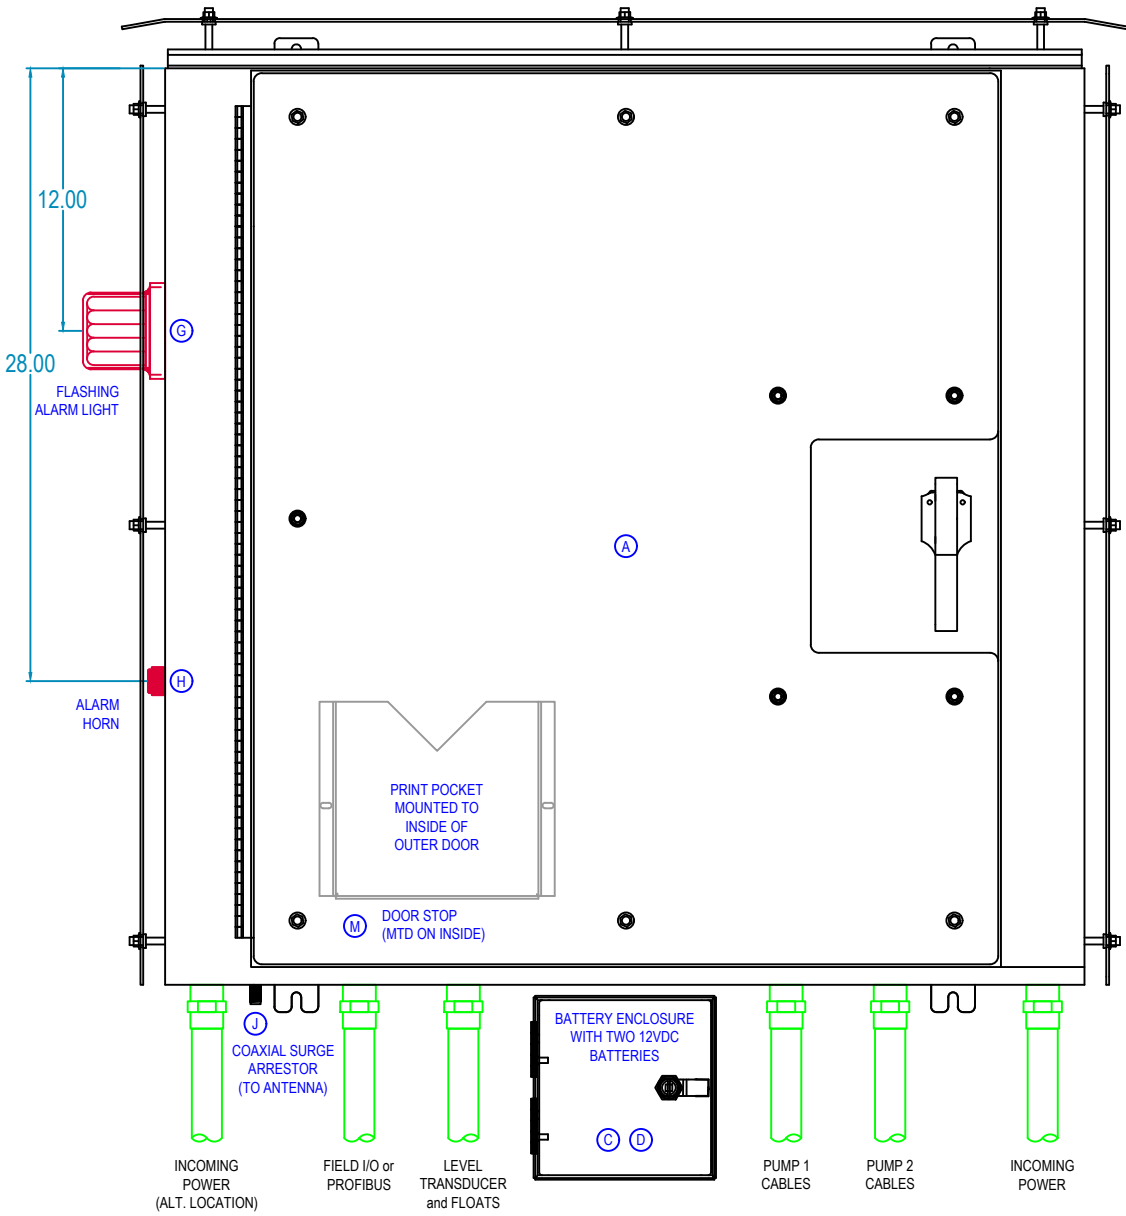 12.00
G
28.00
FLASHING
ALARM LIGHT
A
H
ALARM
HORN
PRINT POCKET
MOUNTED TO
INSIDE OF
OUTER DOOR
M
DOOR STOP
(MTD ON INSIDE)
J
COAXIAL SURGE
ARRESTOR
(TO ANTENNA)
BATTERY ENCLOSURE
WITH TWO 12VDC
BATTERIES
C D
INCOMING
POWER
(ALT. LOCATION)
FIELD I/O or
PROFIBUS
LEVEL
TRANSDUCER
and FLOATS
PUMP 1
CABLES
PUMP 2
CABLES
INCOMING
POWER